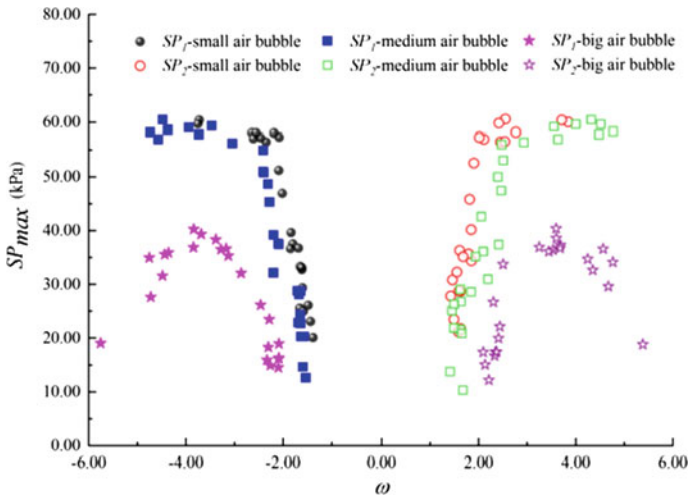 80.00
SP1-small air bubble SP1-medium air bubble SP1-big air bubble
SP2-small air bubble SP2-medium air bubble SP2-big air bubble
70.00
60.00
50.00
40.00
30.00
20.00
10.00
0.00
SPmax (kPa)
-6.00 -4.00 -2.00 0.00 2.00 4.00 6.00
ω